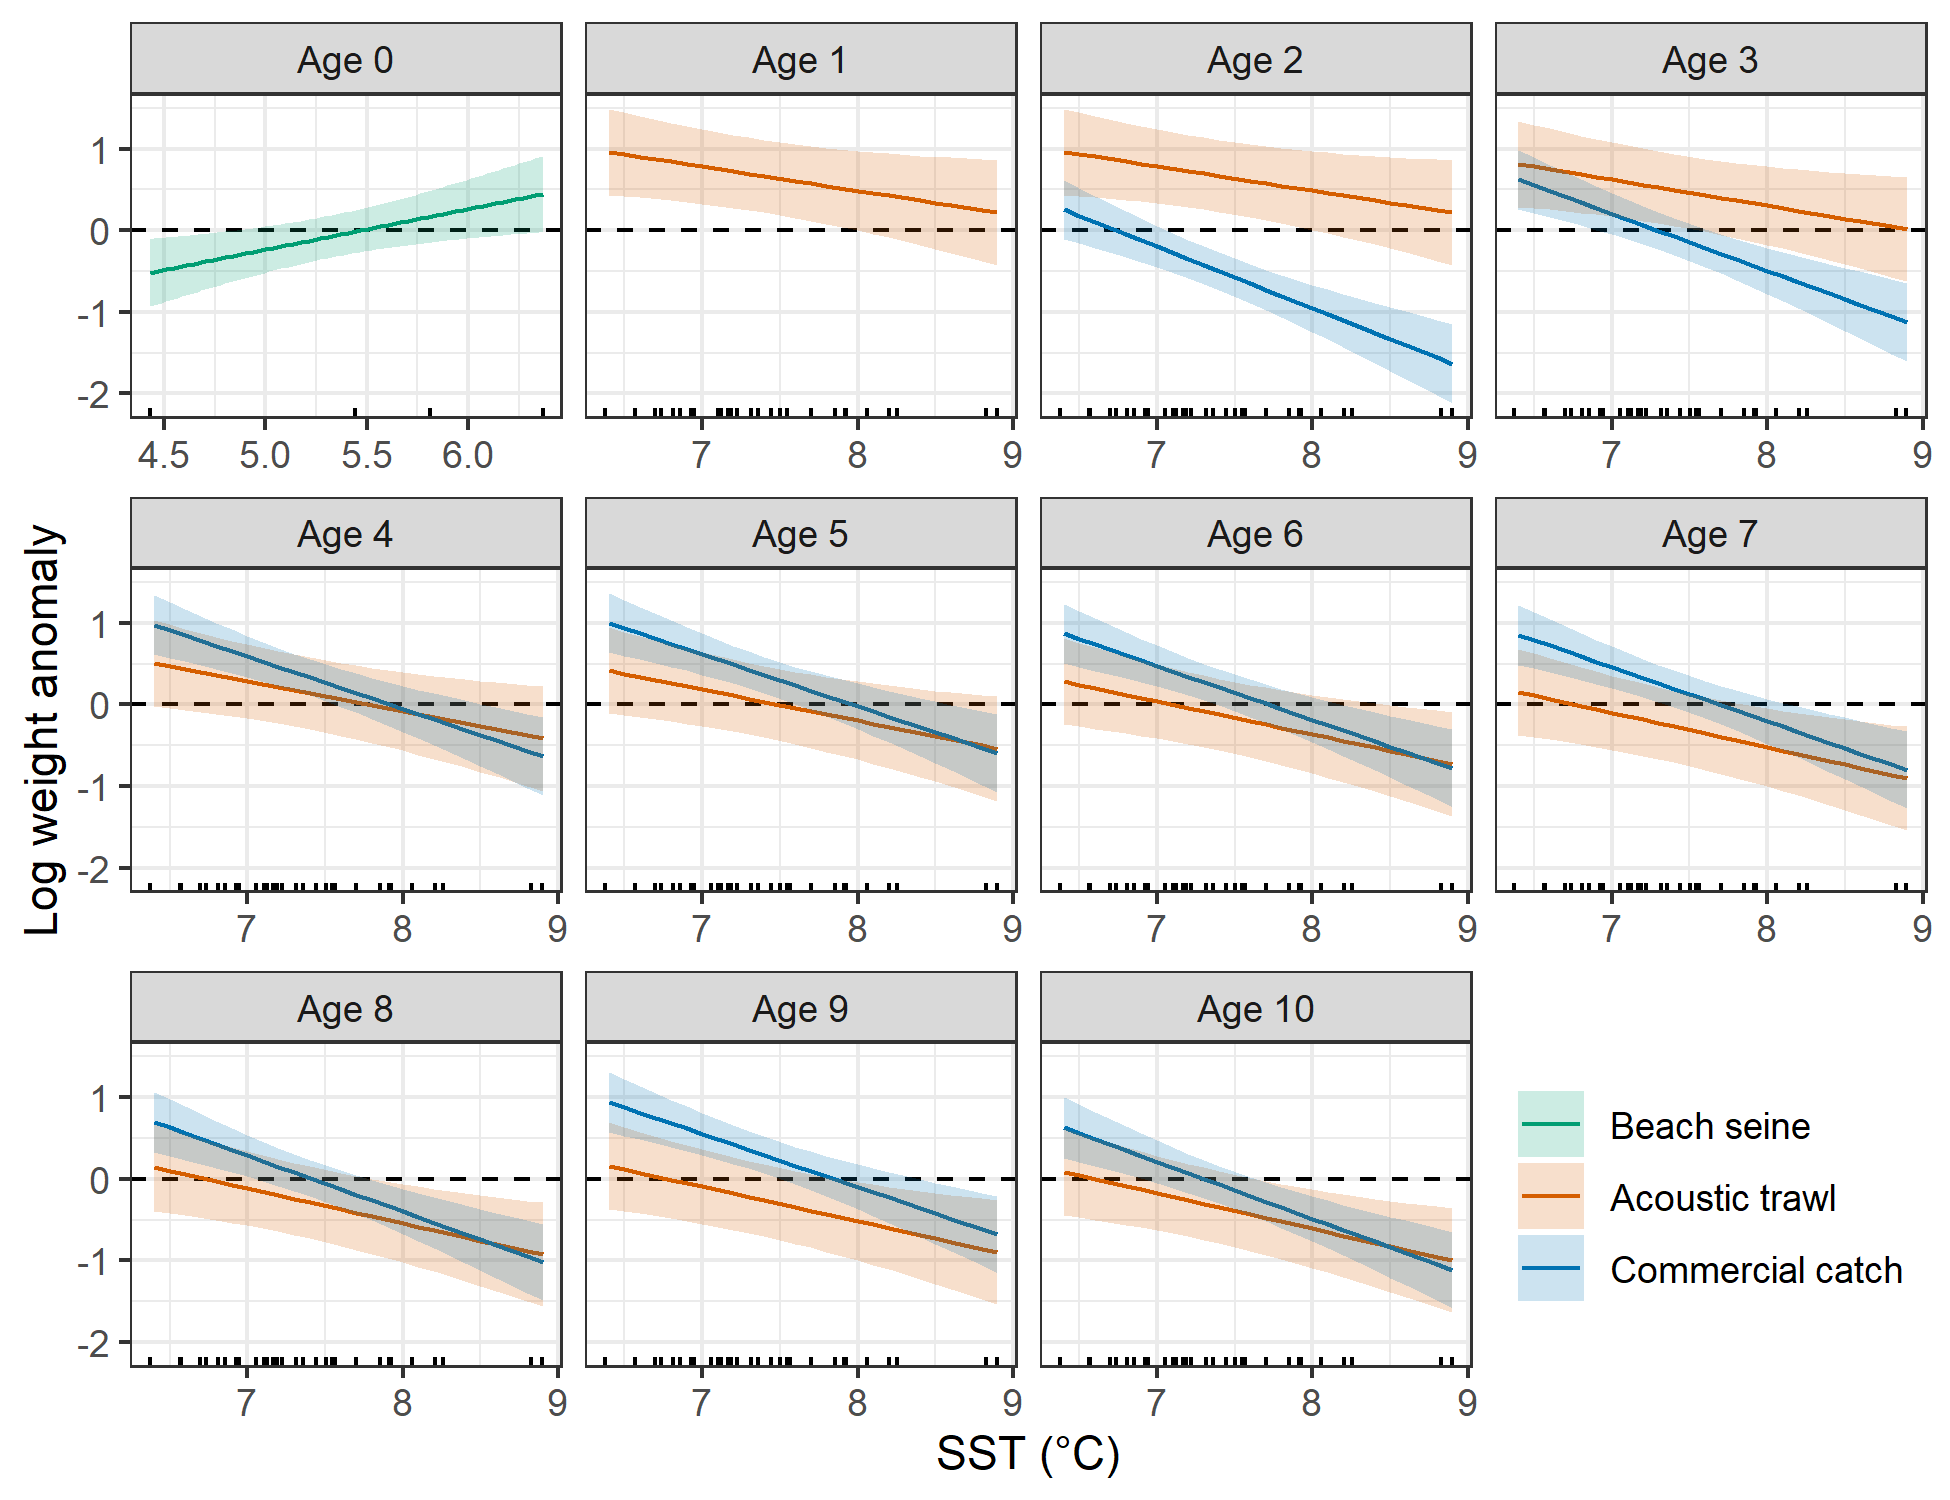 Age 0 Age 1 Age 2 Age 3
1
0
-1
-2
4.5 5.0 5.5 6.0 7 8 9 7 8 9 7 8 9
Age 4 Age 5 Age 6 Age 7
Log weight anomaly
1
0
-1
-2
7 8 9 7 8 9 7 8 9 7 8 9
Age 8 Age 9 Age 10
1
0
-1
-2
7 8 9 7 8 9 7 8 9
Beach seine
Acoustic trawl
Commercial catch
SST (°C)